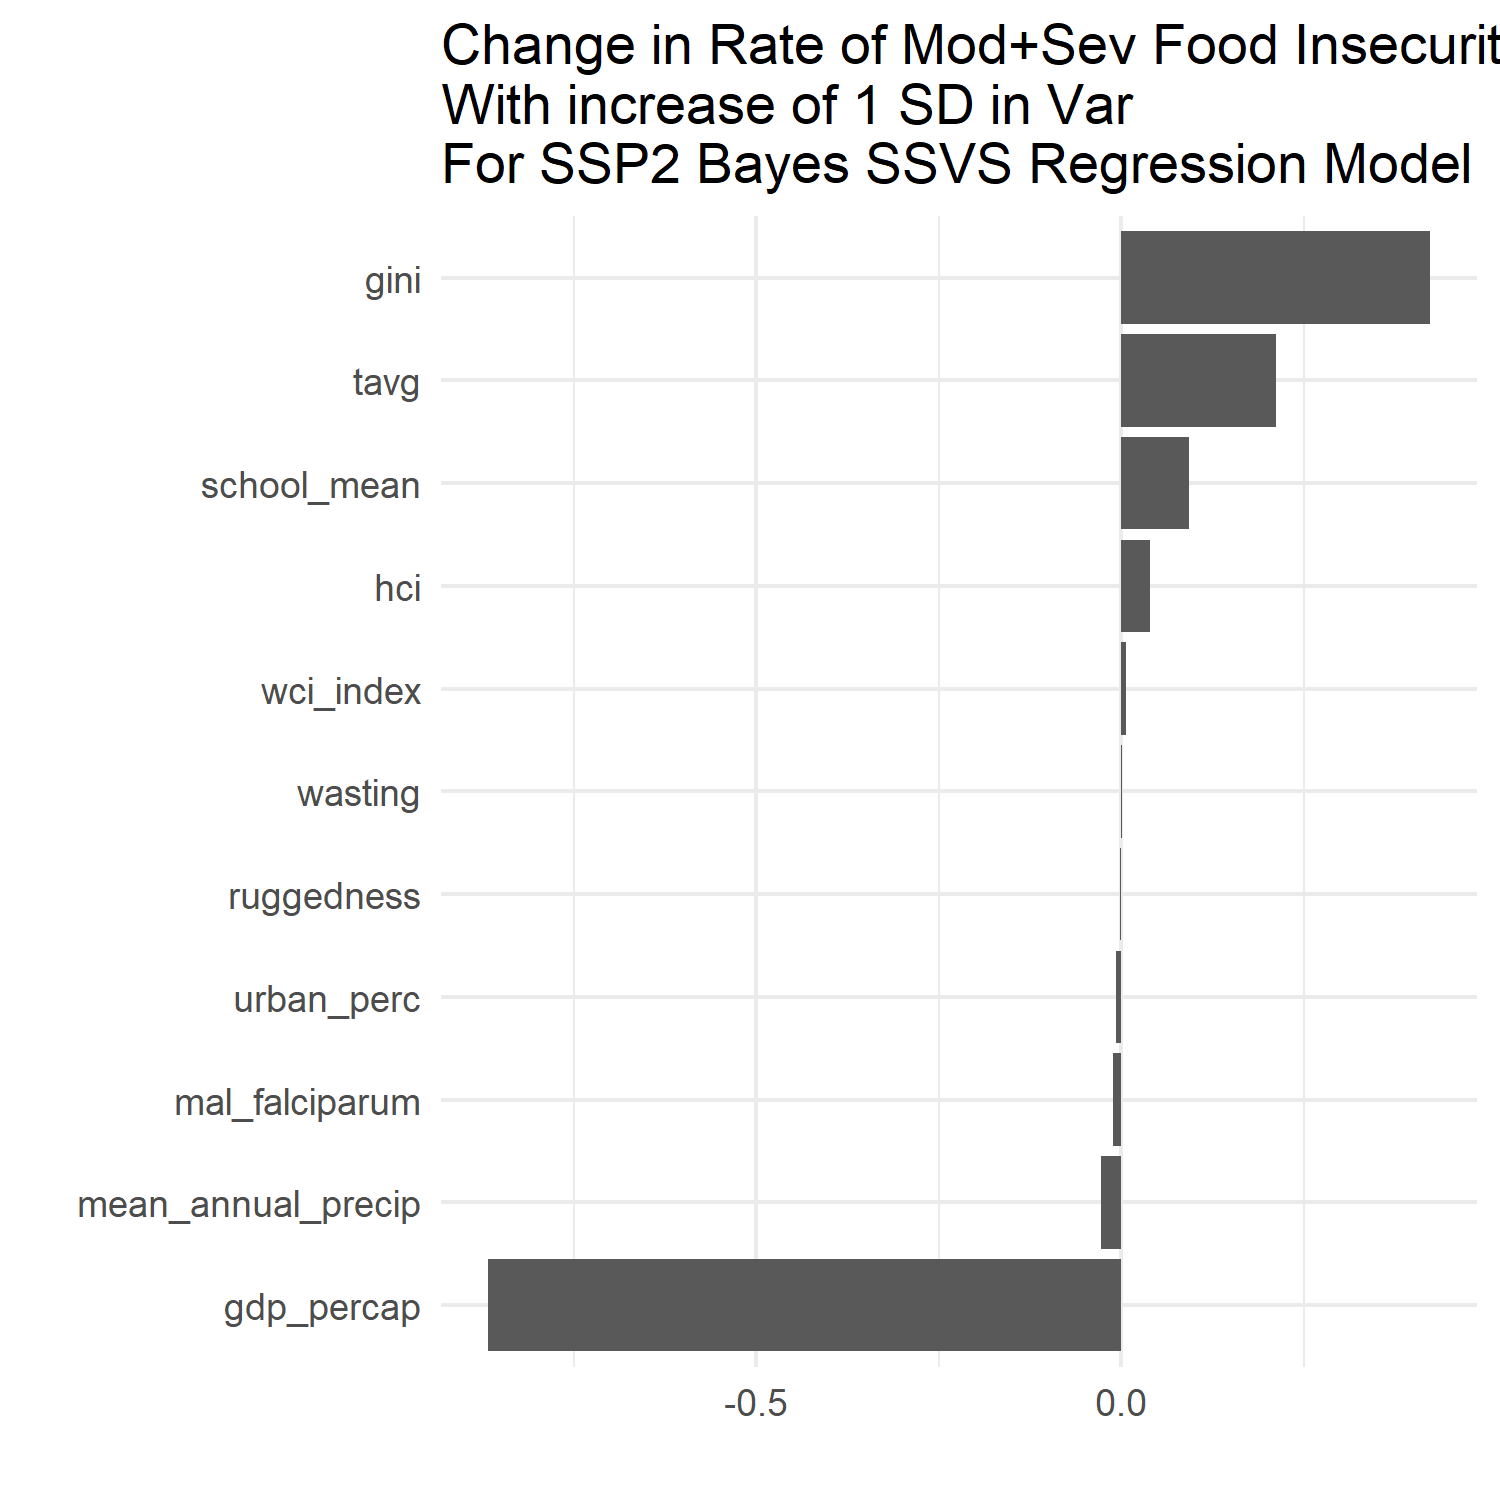 Change in Rate of Mod+Sev Food Insecurit
With increase of 1 SD in Var
For SSP2 Bayes SSVS Regression Model
gini
tavg
school_mean
hci
wci_index
wasting
ruggedness
urban_perc
mal_falciparum
mean_annual_precip
gdp_percap
-0.5 0.0